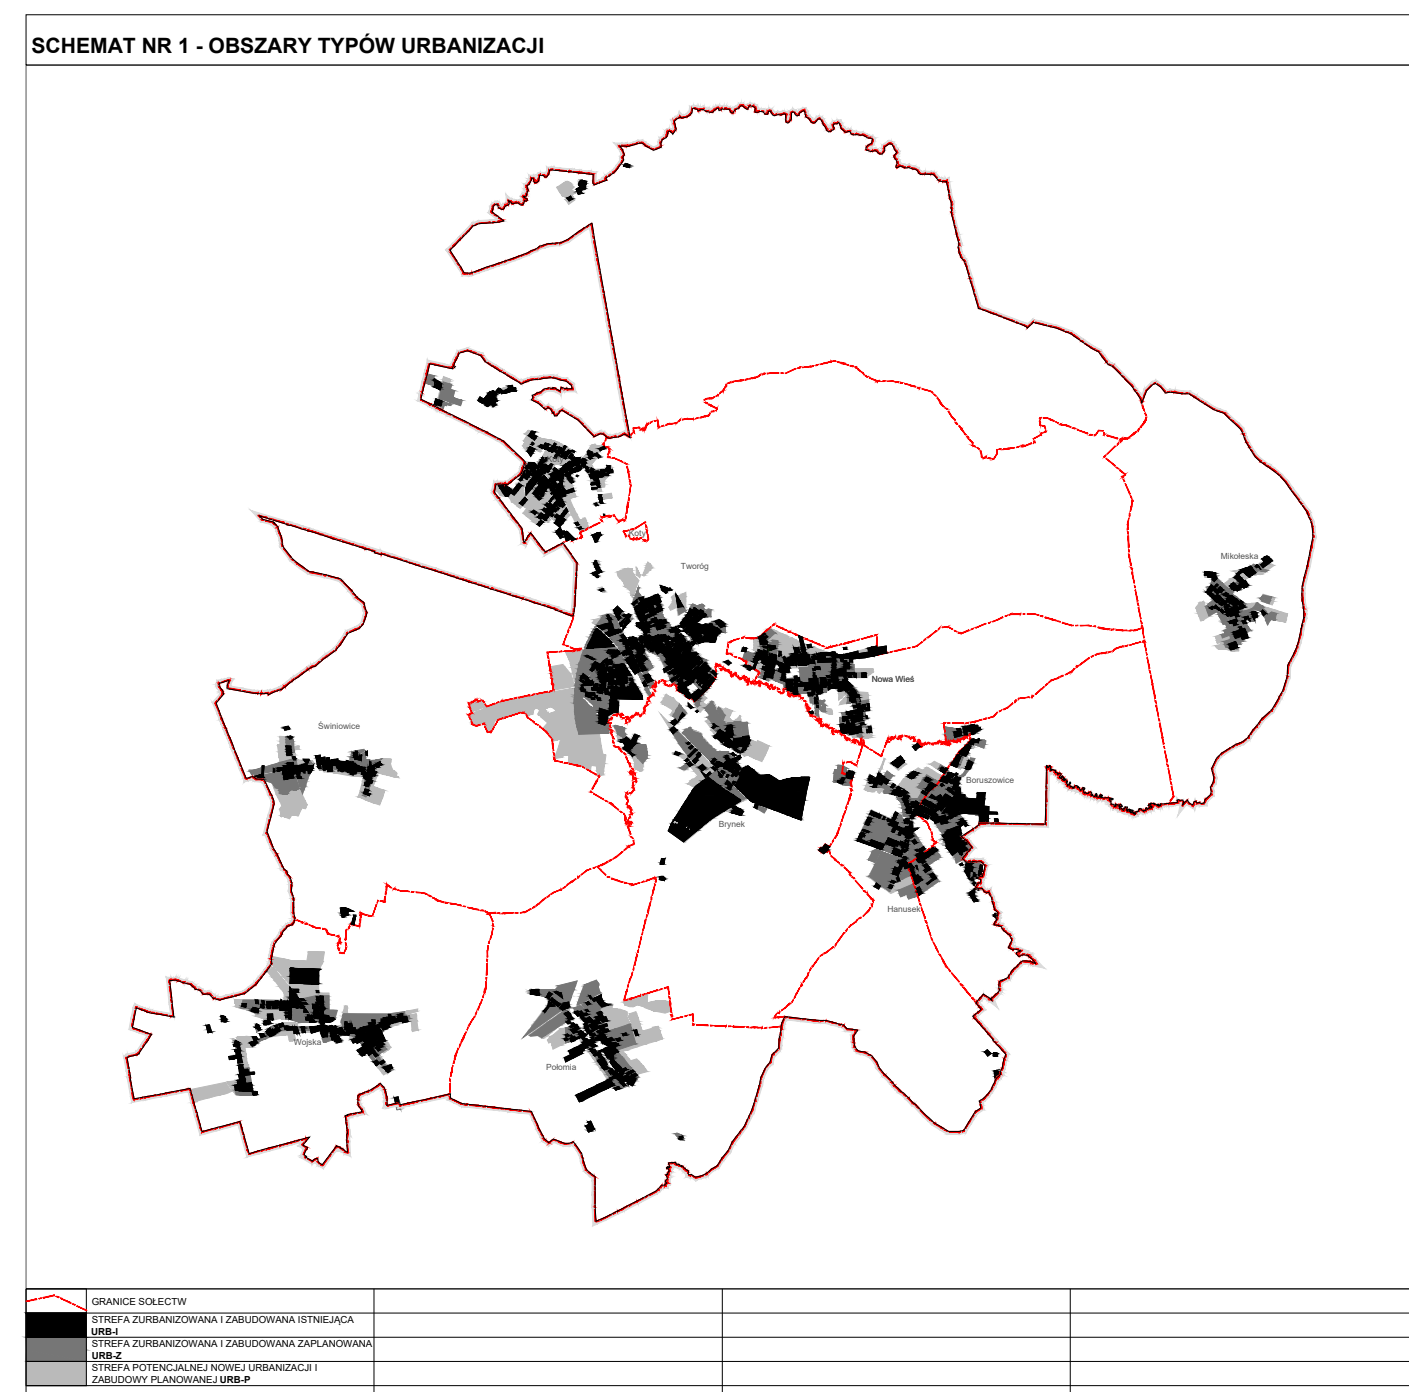 SCHEMAT NR 1 - OBSZARY TYPÓW URBANIZACJI
Koty
Tworóg
Mikołeska
Nowa Wieś
Świniowice
Boruszowice
Brynek
Hanusek
Wojska
Połomia
GRANICE SOŁECTW
STREFA ZURBANIZOWANA I ZABUDOWANA ISTNIEJĄCA
URB-I
STREFA ZURBANIZOWANA I ZABUDOWANA ZAPLANOWANA
URB-Z
STREFA POTENCJALNEJ NOWEJ URBANIZACJI I
ZABUDOWY PLANOWANEJ URB-P